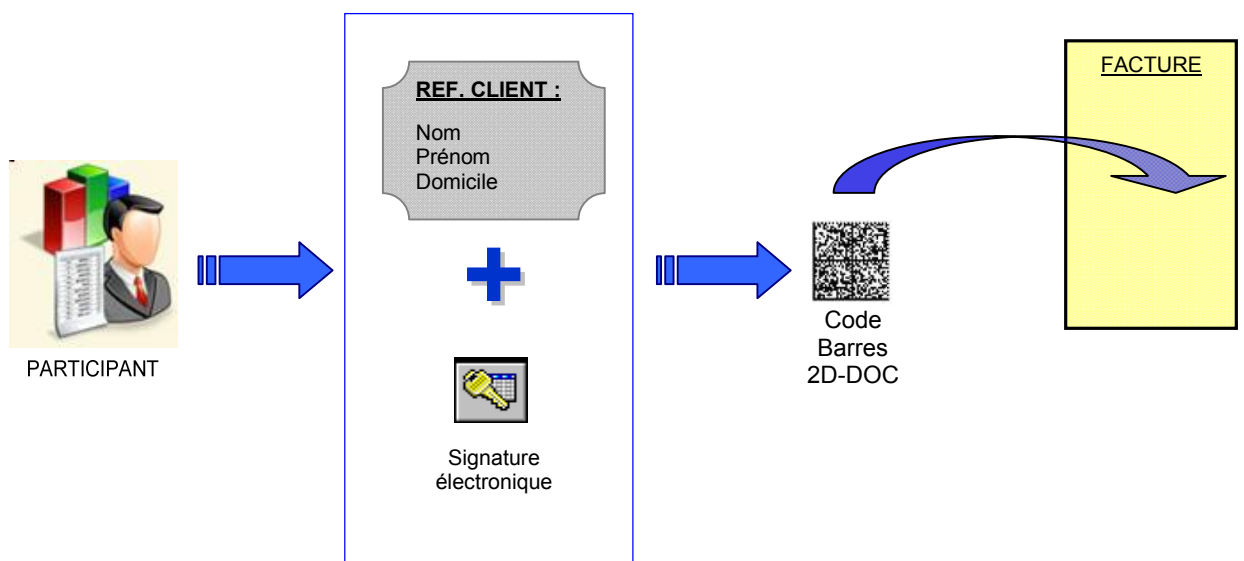 PARTICIPANT
REF. CLIENT :
Nom
Prénom
Domicile
Signature
électronique
Code
Barres
2D-DOC
FACTURE